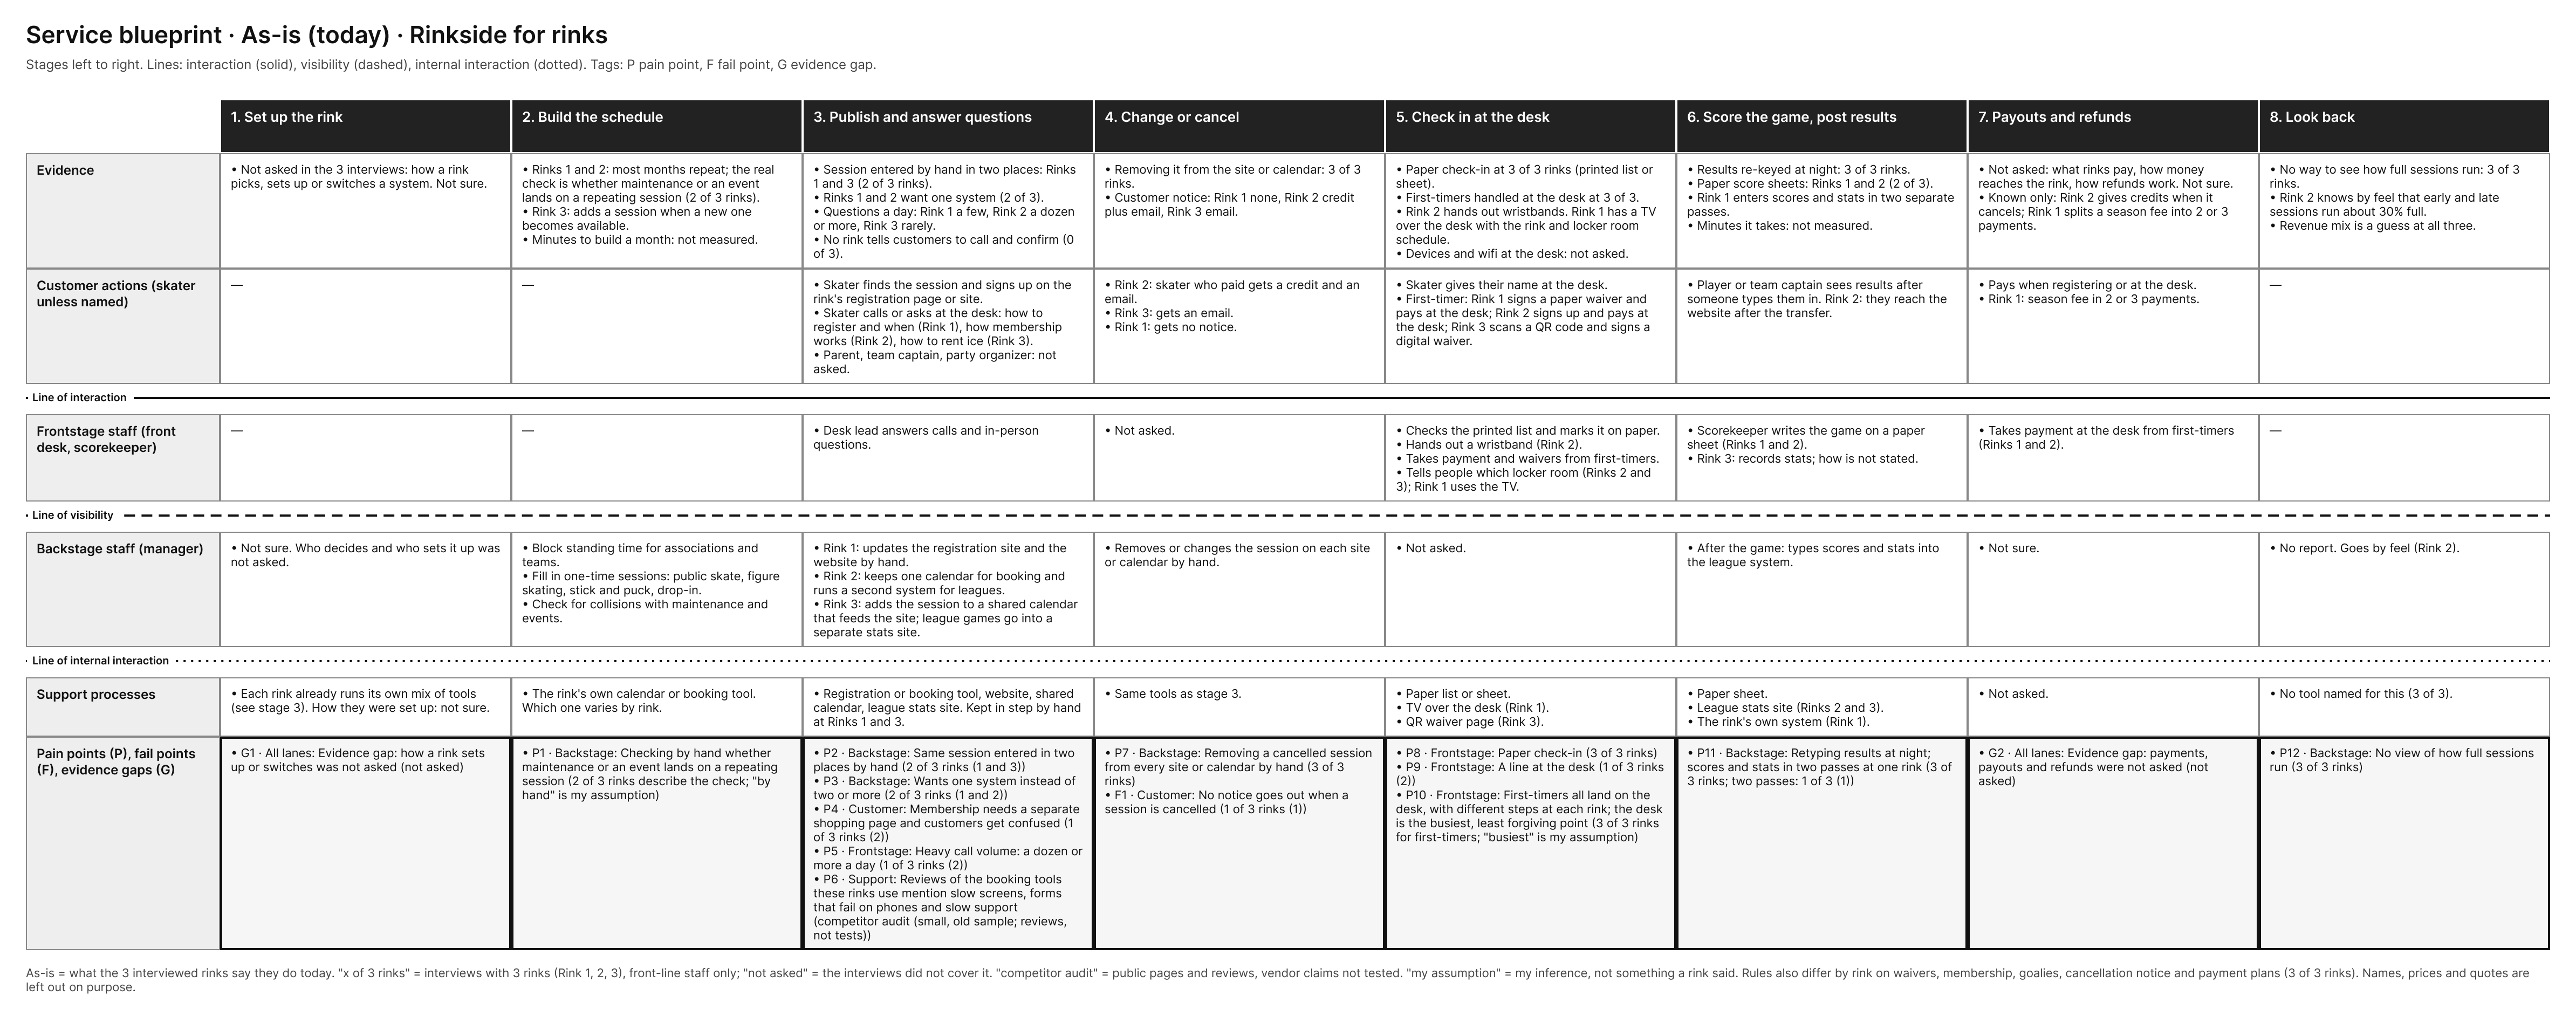 Service blueprint · As-is (today) · Rinkside for rinks
Stages left to right. Lines: interaction (solid), visibility (dashed), internal interaction (dotted). Tags: P pain point, F fail point, G evidence gap.
1. Set up the rink
2. Build the schedule
3. Publish and answer questions
4. Change or cancel
5. Check in at the desk
6. Score the game, post results
7. Payouts and refunds
8. Look back
Evidence
• Not asked in the 3 interviews: how a rink
picks, sets up or switches a system. Not sure.
• Rinks 1 and 2: most months repeat; the real
check is whether maintenance or an event
lands on a repeating session (2 of 3 rinks).
• Rink 3: adds a session when a new one
becomes available.
• Minutes to build a month: not measured.
• Session entered by hand in two places: Rinks
1 and 3 (2 of 3 rinks).
• Rinks 1 and 2 want one system (2 of 3).
• Questions a day: Rink 1 a few, Rink 2 a dozen
or more, Rink 3 rarely.
• No rink tells customers to call and confirm (0
of 3).
• Removing it from the site or calendar: 3 of 3
rinks.
• Customer notice: Rink 1 none, Rink 2 credit
plus email, Rink 3 email.
• Paper check-in at 3 of 3 rinks (printed list or
sheet).
• First-timers handled at the desk at 3 of 3.
• Rink 2 hands out wristbands. Rink 1 has a TV
over the desk with the rink and locker room
schedule.
• Devices and wifi at the desk: not asked.
• Results re-keyed at night: 3 of 3 rinks.
• Paper score sheets: Rinks 1 and 2 (2 of 3).
• Rink 1 enters scores and stats in two separate
passes.
• Minutes it takes: not measured.
• Not asked: what rinks pay, how money
reaches the rink, how refunds work. Not sure.
• Known only: Rink 2 gives credits when it
cancels; Rink 1 splits a season fee into 2 or 3
payments.
• No way to see how full sessions run: 3 of 3
rinks.
• Rink 2 knows by feel that early and late
sessions run about 30% full.
• Revenue mix is a guess at all three.
Customer actions (skater
unless named)
—
—
• Skater finds the session and signs up on the
rink's registration page or site.
• Skater calls or asks at the desk: how to
register and when (Rink 1), how membership
works (Rink 2), how to rent ice (Rink 3).
• Parent, team captain, party organizer: not
asked.
• Rink 2: skater who paid gets a credit and an
email.
• Rink 3: gets an email.
• Rink 1: gets no notice.
• Skater gives their name at the desk.
• First-timer: Rink 1 signs a paper waiver and
pays at the desk; Rink 2 signs up and pays at
the desk; Rink 3 scans a QR code and signs a
digital waiver.
• Player or team captain sees results after
someone types them in. Rink 2: they reach the
website after the transfer.
• Pays when registering or at the desk.
• Rink 1: season fee in 2 or 3 payments.
—
· Line of interaction
Frontstage staff (front
desk, scorekeeper)
—
—
• Desk lead answers calls and in-person
questions.
• Not asked.
• Checks the printed list and marks it on paper.
• Hands out a wristband (Rink 2).
• Takes payment and waivers from first-timers.
• Tells people which locker room (Rinks 2 and
3); Rink 1 uses the TV.
• Scorekeeper writes the game on a paper
sheet (Rinks 1 and 2).
• Rink 3: records stats; how is not stated.
• Takes payment at the desk from first-timers
(Rinks 1 and 2).
—
· Line of visibility
Backstage staff (manager)
• Not sure. Who decides and who sets it up was
not asked.
• Block standing time for associations and
teams.
• Fill in one-time sessions: public skate, figure
skating, stick and puck, drop-in.
• Check for collisions with maintenance and
events.
• Rink 1: updates the registration site and the
website by hand.
• Rink 2: keeps one calendar for booking and
runs a second system for leagues.
• Rink 3: adds the session to a shared calendar
that feeds the site; league games go into a
separate stats site.
• Removes or changes the session on each site
or calendar by hand.
• Not asked.
• After the game: types scores and stats into
the league system.
• Not sure.
• No report. Goes by feel (Rink 2).
· Line of internal interaction
Support processes
• Each rink already runs its own mix of tools
(see stage 3). How they were set up: not sure.
• The rink's own calendar or booking tool.
Which one varies by rink.
• Registration or booking tool, website, shared
calendar, league stats site. Kept in step by hand
at Rinks 1 and 3.
• Same tools as stage 3.
• Paper list or sheet.
• TV over the desk (Rink 1).
• QR waiver page (Rink 3).
• Paper sheet.
• League stats site (Rinks 2 and 3).
• The rink's own system (Rink 1).
• Not asked.
• No tool named for this (3 of 3).
Pain points (P), fail points
(F), evidence gaps (G)
• G1 · All lanes: Evidence gap: how a rink sets
up or switches was not asked (not asked)
• P1 · Backstage: Checking by hand whether
maintenance or an event lands on a repeating
session (2 of 3 rinks describe the check; "by
hand" is my assumption)
• P2 · Backstage: Same session entered in two
places by hand (2 of 3 rinks (1 and 3))
• P3 · Backstage: Wants one system instead of
two or more (2 of 3 rinks (1 and 2))
• P4 · Customer: Membership needs a separate
shopping page and customers get confused (1
of 3 rinks (2))
• P5 · Frontstage: Heavy call volume: a dozen or
more a day (1 of 3 rinks (2))
• P6 · Support: Reviews of the booking tools
these rinks use mention slow screens, forms
that fail on phones and slow support
(competitor audit (small, old sample; reviews,
not tests))
• P7 · Backstage: Removing a cancelled session
from every site or calendar by hand (3 of 3
rinks)
• F1 · Customer: No notice goes out when a
session is cancelled (1 of 3 rinks (1))
• P8 · Frontstage: Paper check-in (3 of 3 rinks)
• P9 · Frontstage: A line at the desk (1 of 3 rinks
(2))
• P10 · Frontstage: First-timers all land on the
desk, with different steps at each rink; the desk
is the busiest, least forgiving point (3 of 3 rinks
for first-timers; "busiest" is my assumption)
• P11 · Backstage: Retyping results at night;
scores and stats in two passes at one rink (3 of
3 rinks; two passes: 1 of 3 (1))
• G2 · All lanes: Evidence gap: payments,
payouts and refunds were not asked (not
asked)
• P12 · Backstage: No view of how full sessions
run (3 of 3 rinks)
As-is = what the 3 interviewed rinks say they do today. "x of 3 rinks" = interviews with 3 rinks (Rink 1, 2, 3), front-line staff only; "not asked" = the interviews did not cover it. "competitor audit" = public pages and reviews, vendor claims not tested. "my assumption" = my inference, not something a rink said. Rules also differ by rink on waivers, membership, goalies, cancellation notice and payment plans (3 of 3 rinks). Names, prices and quotes are
left out on purpose.